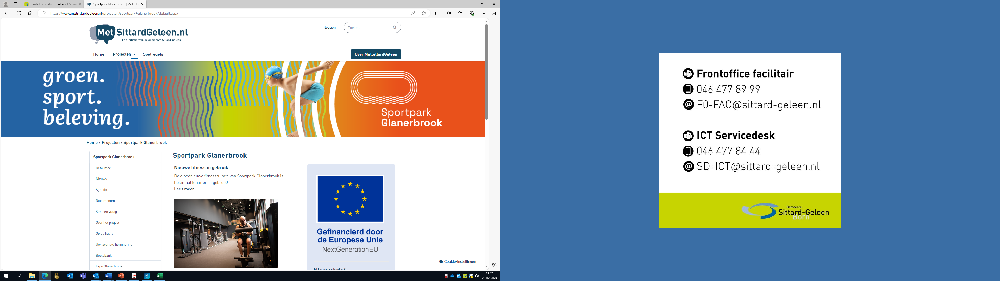 Profiel bewerken - Intranet Sittar
Sportpark Glanerbrook | Met Sitt
https://www.metsittardgeleen.nl/projecten/sportpark+glanerbrook/default.aspx
Met SittardGeleen.nl
Een initiatief van de gemeente Sittard-Geleen
Inloggen
Zoeken
Home
Projecten
Spelregels
Over MetSittardGeleen
groen.
sport.
beleving.
Sportpark
Glanerbrook
Home > Projecten > Sportpark Glanerbrook
Sportpark Glanerbrook
Denk mee
Nieuws
Agenda
Documenten
Stel een vraag
Over het project
Op de kaart
Uw favoriete herinnering
Beeldbank
Expo Glanerbrook
Sportpark Glanerbrook
Nieuwe fitness in gebruik
De gloednieuwe fitnessruimte van Sportpark Glanerbrook is
helemaal klaar en in gebruik!
Lees meer
Gefinancierd door
de Europese Unie
NextGenerationEU
Nieuwsbrief
Cookie-instellingen
11:52
20-02-2024
Frontoffice facilitair
046 477 89 99
F0-FAC@sittard-geleen.nl
ICT Servicedesk
046 477 84 44
SD-ICT@sittard-geleen.nl
Gemeente
Sittard-Geleen
Born